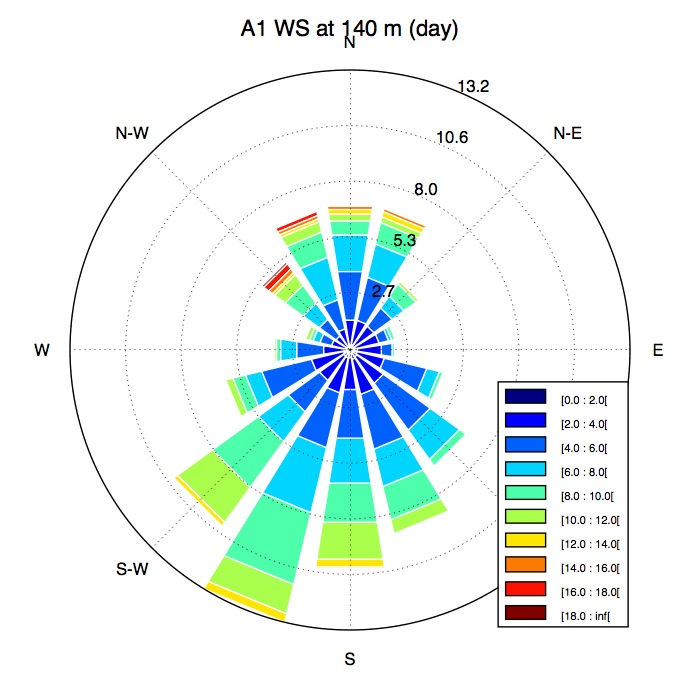 A1 WS at 140 m (day)
N
13.2
N-W
10.6
N-E
8.0
5.3
2.7
W
E
[0.0 : 2.0[
[2.0 : 4.0[
[4.0 : 6.0[
[6.0 : 8.0[
[8.0 : 10.0[
[10.0 : 12.0[
[12.0 : 14.0[
[14.0 : 16.0[
[16.0 : 18.0[
[18.0 : inf[
S-W
S